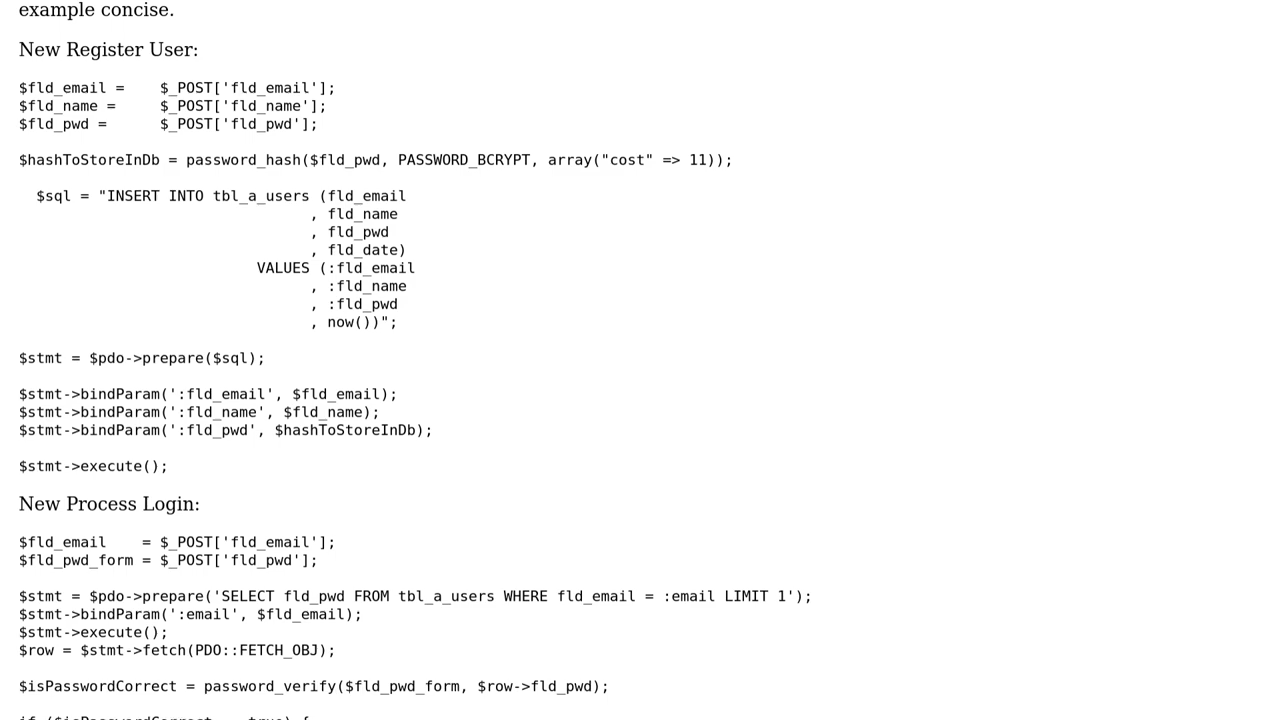 example concise.
New Register User:
$fld_email =    $_POST['fld_email'];
$fld_name =     $_POST['fld_name'];
$fld_pwd =      $_POST['fld_pwd'];
$hashToStoreInDb = password_hash($fld_pwd, PASSWORD_BCRYPT, array("cost" => 11));
  $sql = "INSERT INTO tbl_a_users (fld_email
                                 , fld_name
                                 , fld_pwd
                                 , fld_date)
                           VALUES (:fld_email
                                 , :fld_name
                                 , :fld_pwd
                                 , now())";
$stmt = $pdo->prepare($sql);
$stmt->bindParam(':fld_email', $fld_email);
$stmt->bindParam(':fld_name', $fld_name);
$stmt->bindParam(':fld_pwd', $hashToStoreInDb);
$stmt->execute();
New Process Login:
$fld_email    = $_POST['fld_email'];
$fld_pwd_form = $_POST['fld_pwd'];
$stmt = $pdo->prepare('SELECT fld_pwd FROM tbl_a_users WHERE fld_email = :email LIMIT 1');
$stmt->bindParam(':email', $fld_email);
$stmt->execute();
$row = $stmt->fetch(PDO::FETCH_OBJ);
$isPasswordCorrect = password_verify($fld_pwd_form, $row->fld_pwd);